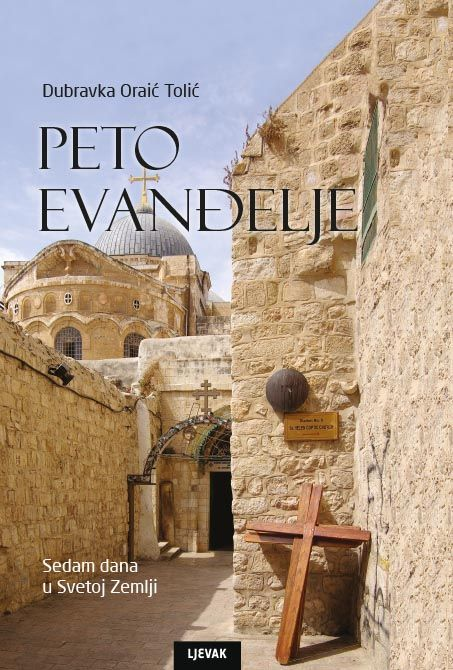 Dubravka Oraić Tolić
PETO
EVANĐELJE
Sedam dana
u Svetoj Zemlji
LJEVAK